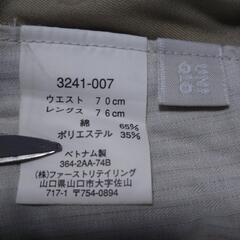 3241-007
ウエスト 70cm
レングス 76cm
綿 65%
ポリエステル 35%
ベトナム製
364-2AA-74B
(株)ファーストリテイリング
山口県山口市大字佐山
717-1 〒754-0894
UNI
QLO